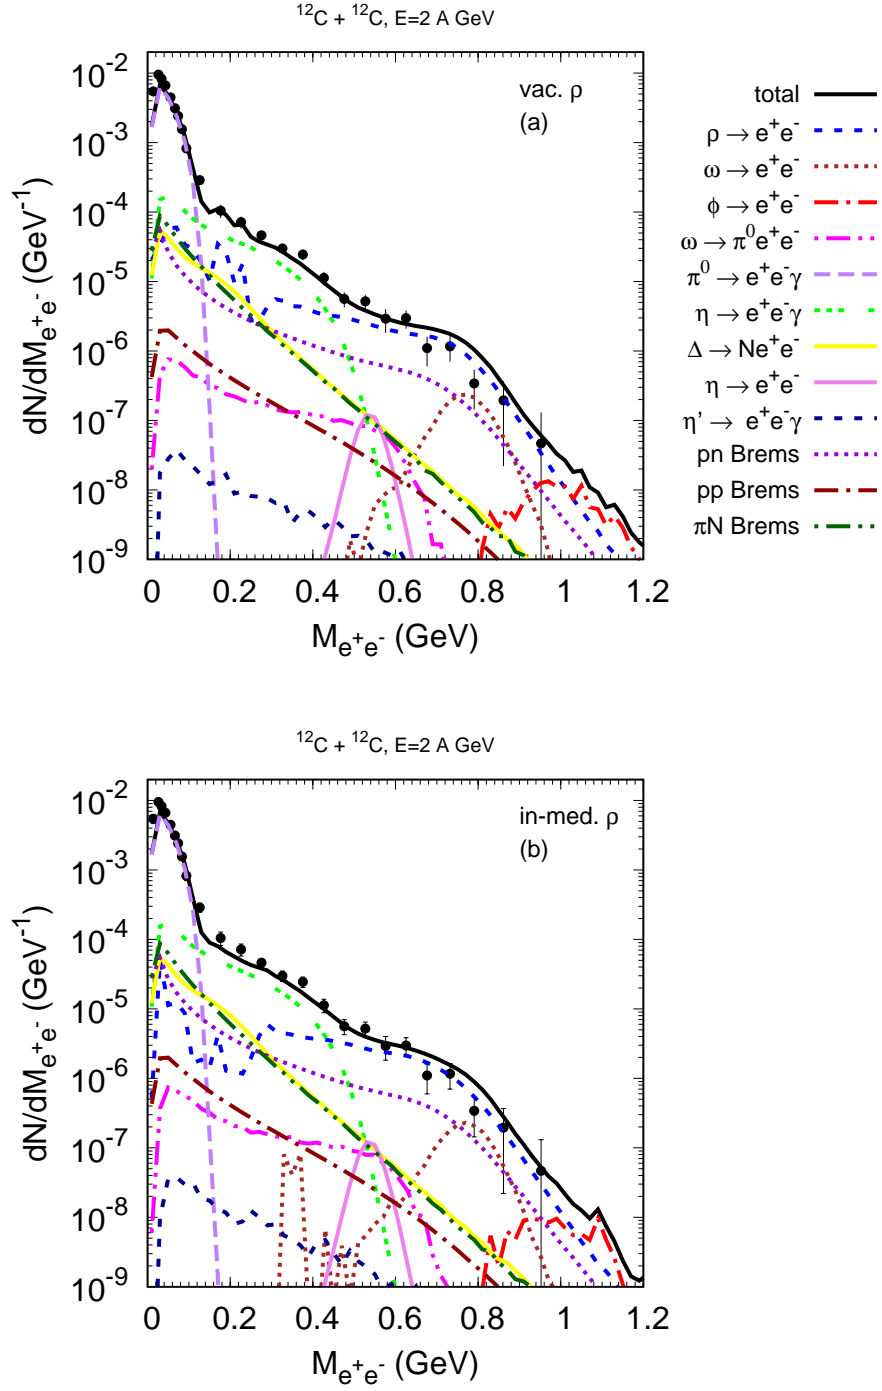 ¹²C + ¹²C, E=2 A GeV
vac. ρ
(a)
10⁻²
10⁻³
10⁻⁴
10⁻⁵
10⁻⁶
10⁻⁷
10⁻⁸
10⁻⁹
dN/dM_{e⁺e⁻} (GeV⁻¹)
0 0.2 0.4 0.6 0.8 1 1.2
M_{e⁺e⁻} (GeV)
total
ρ → e⁺e⁻
ω → e⁺e⁻
ϕ → e⁺e⁻
ω → π⁰e⁺e⁻
π⁰ → e⁺e⁻γ
η → e⁺e⁻γ
Δ → Ne⁺e⁻
η → e⁺e⁻
η' → e⁺e⁻γ
pn Brems
pp Brems
πN Brems
¹²C + ¹²C, E=2 A GeV
in-med. ρ
(b)
10⁻²
10⁻³
10⁻⁴
10⁻⁵
10⁻⁶
10⁻⁷
10⁻⁸
10⁻⁹
dN/dM_{e⁺e⁻} (GeV⁻¹)
0 0.2 0.4 0.6 0.8 1 1.2
M_{e⁺e⁻} (GeV)